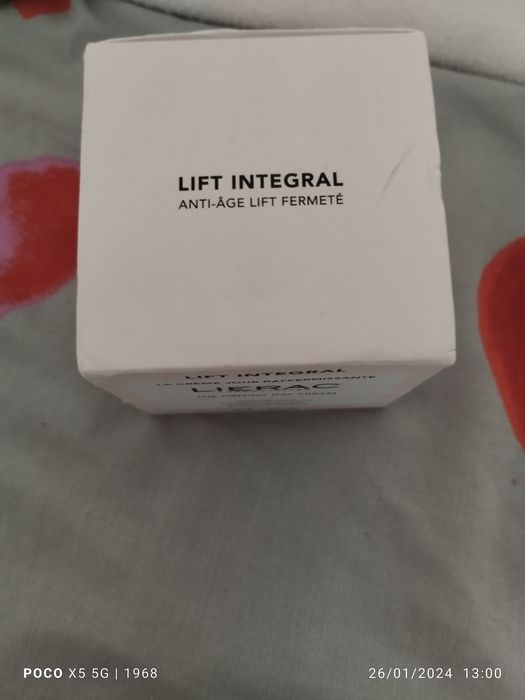 LIFT INTEGRAL
ANTI-ÂGE LIFT FERMETÉ
LIFT INTEGRAL
LA CRÈME JOUR RAFFERMISSANTE
LIERAC
THE FIRMING DAY CREAM
POCO X5 5G | 1968
26/01/2024 13:00